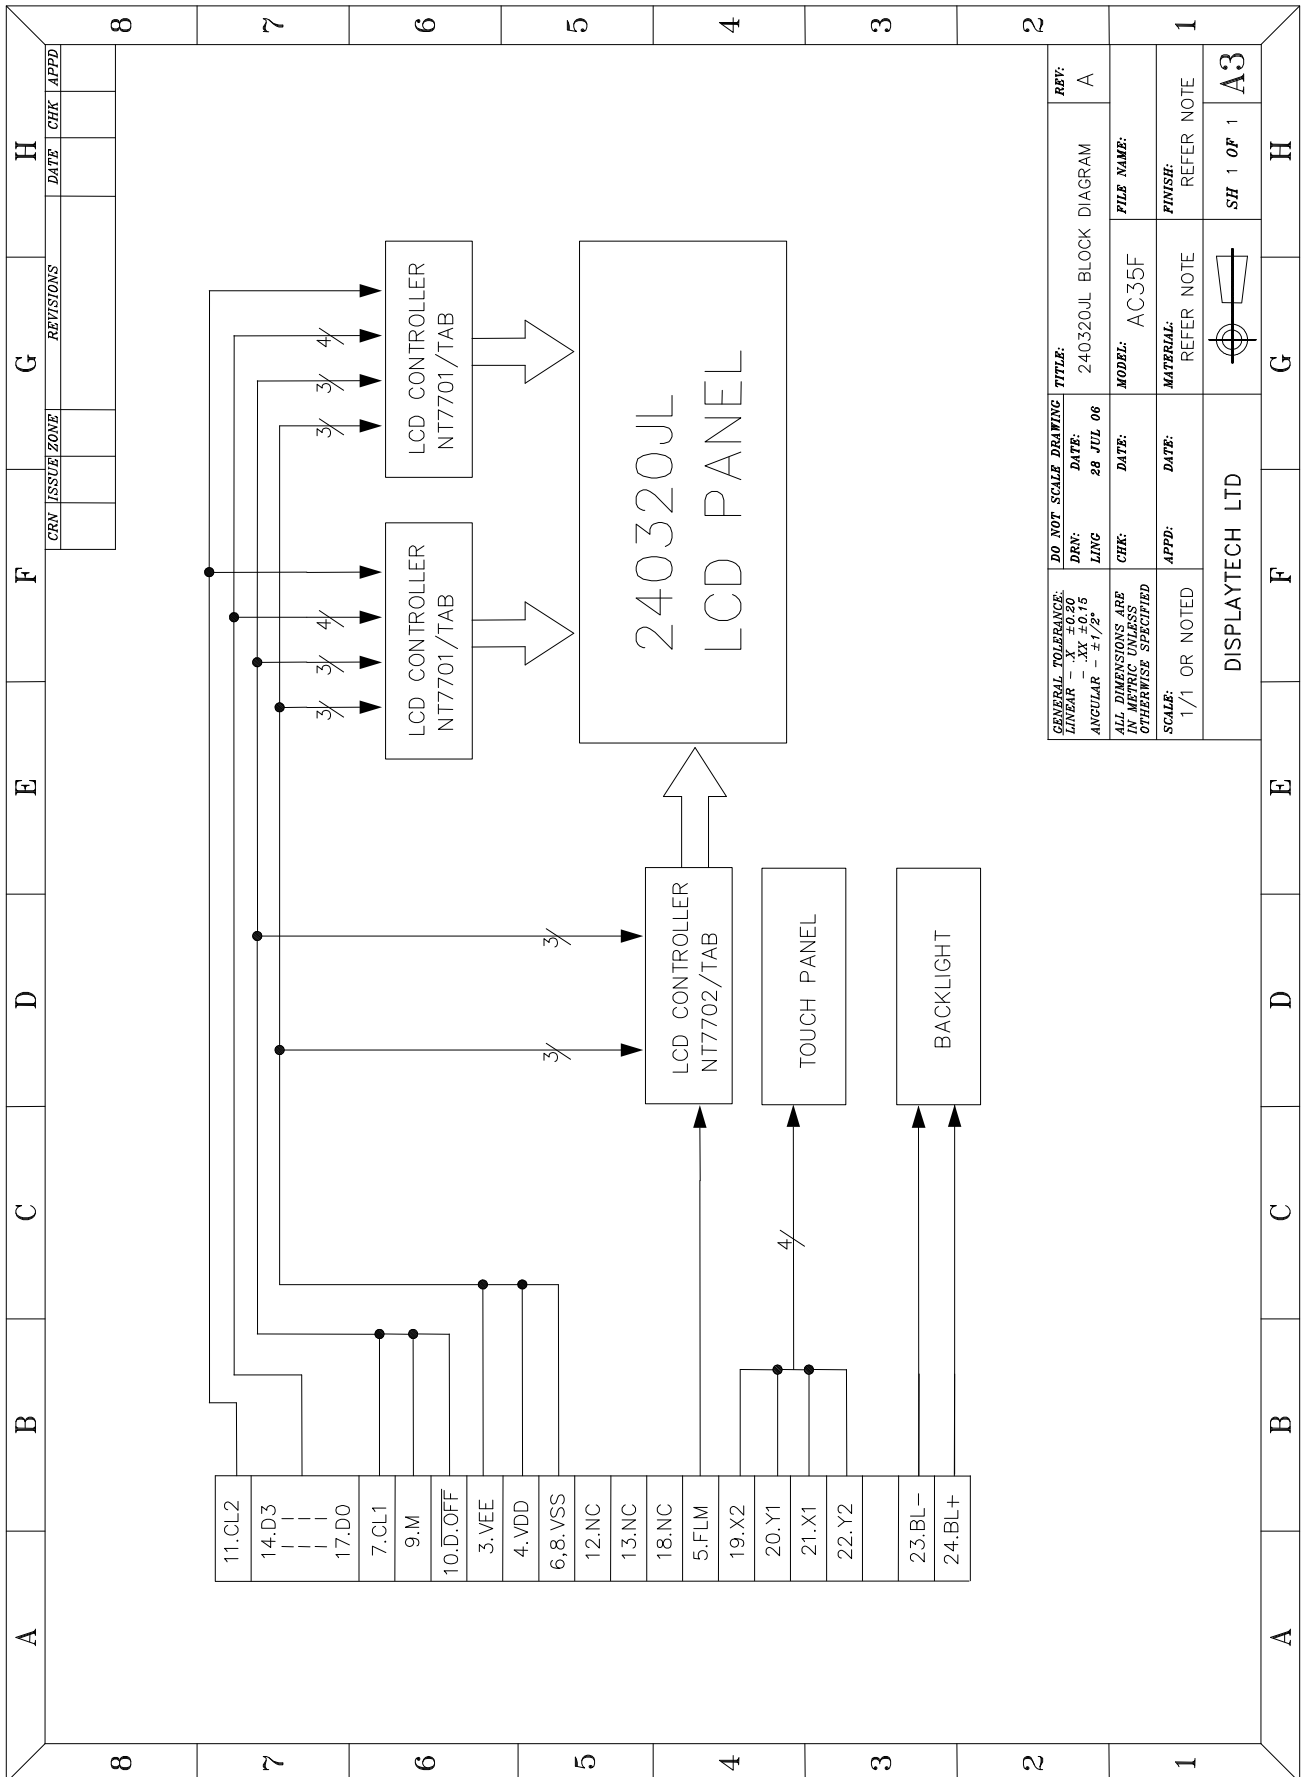 A B C D E F G H
8
7
6
5
4
3
2
1
CRN ISSUE ZONE REVISIONS DATE CHK APPD
11.CL2
14.D3
17.D0
7.CL1
9.M
10.D.OFF
3.VEE
4.VDD
6,8.VSS
12.NC
13.NC
18.NC
5.FLM
19.X2
20.Y1
21.X1
22.Y2
23.BL-
24.BL+
3
3
4
3
3
4
3
3
4
LCD CONTROLLER
NT7701/TAB
LCD CONTROLLER
NT7701/TAB
240320JL
LCD PANEL
LCD CONTROLLER
NT7702/TAB
TOUCH PANEL
BACKLIGHT
GENERAL TOLERANCE:
LINEAR - .X ±0.20
- .XX ±0.15
ANGULAR - ±1/2°
ALL DIMENSIONS ARE
IN METRIC UNLESS
OTHERWISE SPECIFIED
SCALE:
1/1 OR NOTED
DO NOT SCALE DRAWING
DRN: DATE:
LING 28 JUL 06
CHK: DATE:
APPD: DATE:
TITLE:
240320JL BLOCK DIAGRAM
REV:
A
MODEL:
AC35F
FILE NAME:
MATERIAL:
REFER NOTE
FINISH:
REFER NOTE
DISPLAYTECH LTD
SH 1 OF 1
A3
8
7
6
5
4
3
2
1
A B C D E F G H